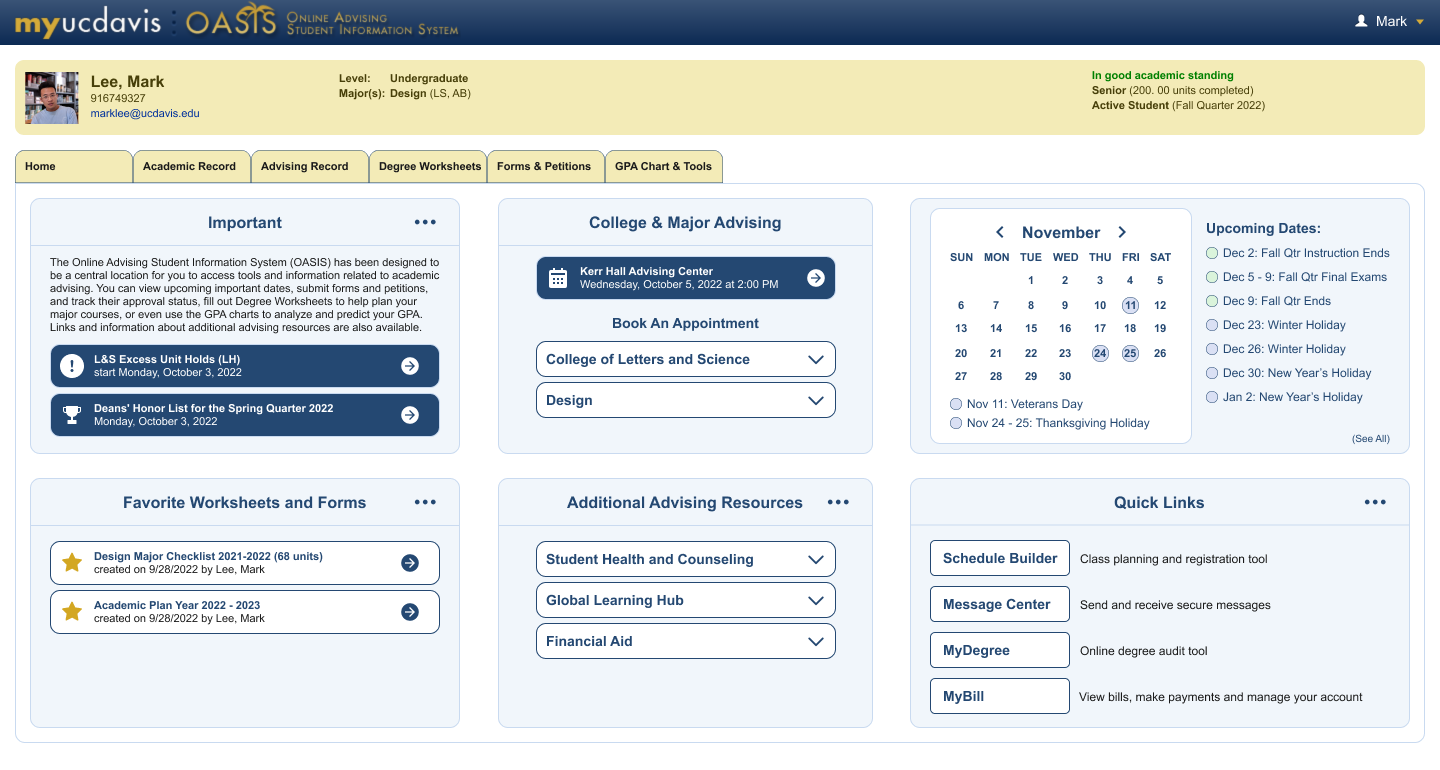 myucdavis : OASIS Online Advising Student Information System
Mark
Lee, Mark
916749327
marklee@ucdavis.edu
Level: Undergraduate
Major(s): Design (LS, AB)
In good academic standing
Senior (200. 00 units completed)
Active Student (Fall Quarter 2022)
Home
Academic Record
Advising Record
Degree Worksheets
Forms & Petitions
GPA Chart & Tools
Important
The Online Advising Student Information System (OASIS) has been designed to
be a central location for you to access tools and information related to academic
advising. You can view upcoming important dates, submit forms and petitions,
and track their approval status, fill out Degree Worksheets to help plan your
major courses, or even use the GPA charts to analyze and predict your GPA.
Links and information about additional advising resources are also available.
L&S Excess Unit Holds (LH)
start Monday, October 3, 2022
Deans' Honor List for the Spring Quarter 2022
Monday, October 3, 2022
College & Major Advising
Kerr Hall Advising Center
Wednesday, October 5, 2022 at 2:00 PM
Book An Appointment
College of Letters and Science
Design
November
SUN MON TUE WED THU FRI SAT
1 2 3 4 5
6 7 8 9 10 11 12
13 14 15 16 17 18 19
20 21 22 23 24 25 26
27 28 29 30
Nov 11: Veterans Day
Nov 24 - 25: Thanksgiving Holiday
Upcoming Dates:
Dec 2: Fall Qtr Instruction Ends
Dec 5 - 9: Fall Qtr Final Exams
Dec 9: Fall Qtr Ends
Dec 23: Winter Holiday
Dec 26: Winter Holiday
Dec 30: New Year’s Holiday
Jan 2: New Year’s Holiday
(See All)
Favorite Worksheets and Forms
Design Major Checklist 2021-2022 (68 units)
created on 9/28/2022 by Lee, Mark
Academic Plan Year 2022 - 2023
created on 9/28/2022 by Lee, Mark
Additional Advising Resources
Student Health and Counseling
Global Learning Hub
Financial Aid
Quick Links
Schedule Builder Class planning and registration tool
Message Center Send and receive secure messages
MyDegree Online degree audit tool
MyBill View bills, make payments and manage your account